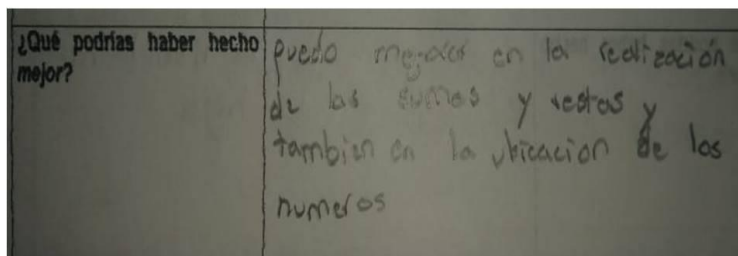 ¿Qué podrías haber hecho
mejor?
puedo mejorar en la realización
de las sumas y restas y
tambien en la ubicacion de los
numeros